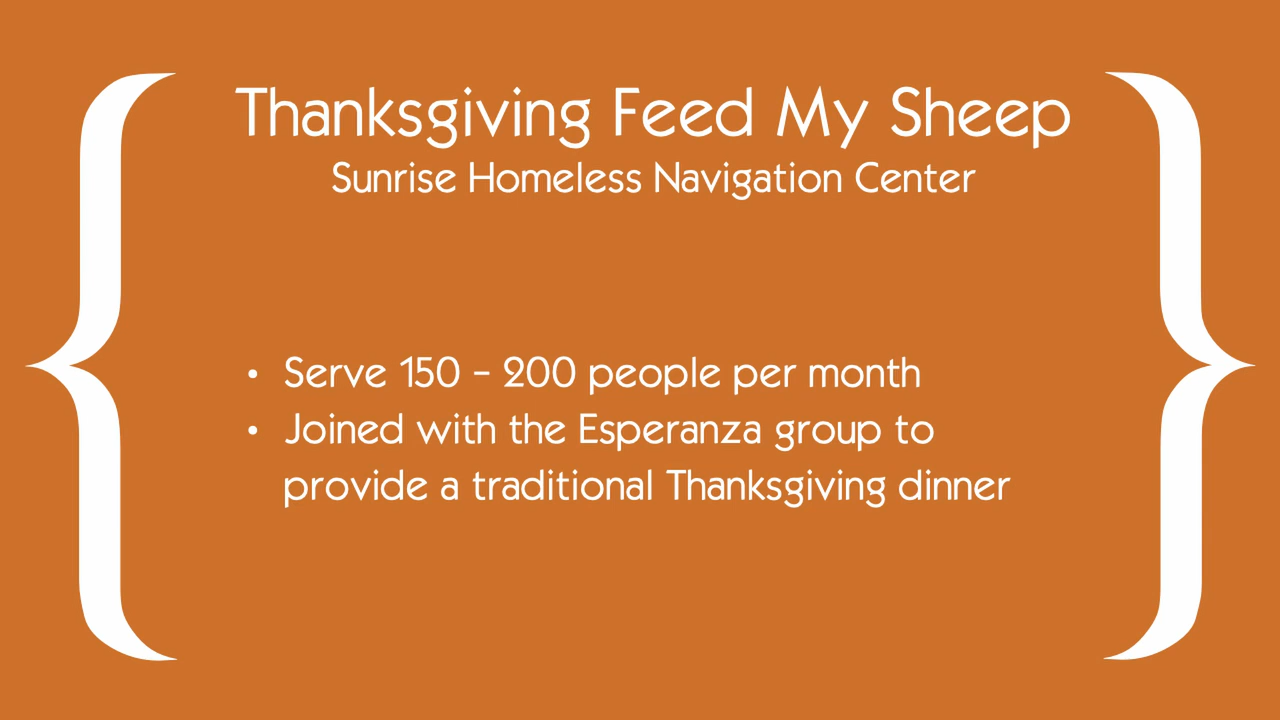 Thanksgiving Feed My Sheep
Sunrise Homeless Navigation Center
• Serve 150 - 200 people per month
• Joined with the Esperanza group to
provide a traditional Thanksgiving dinner